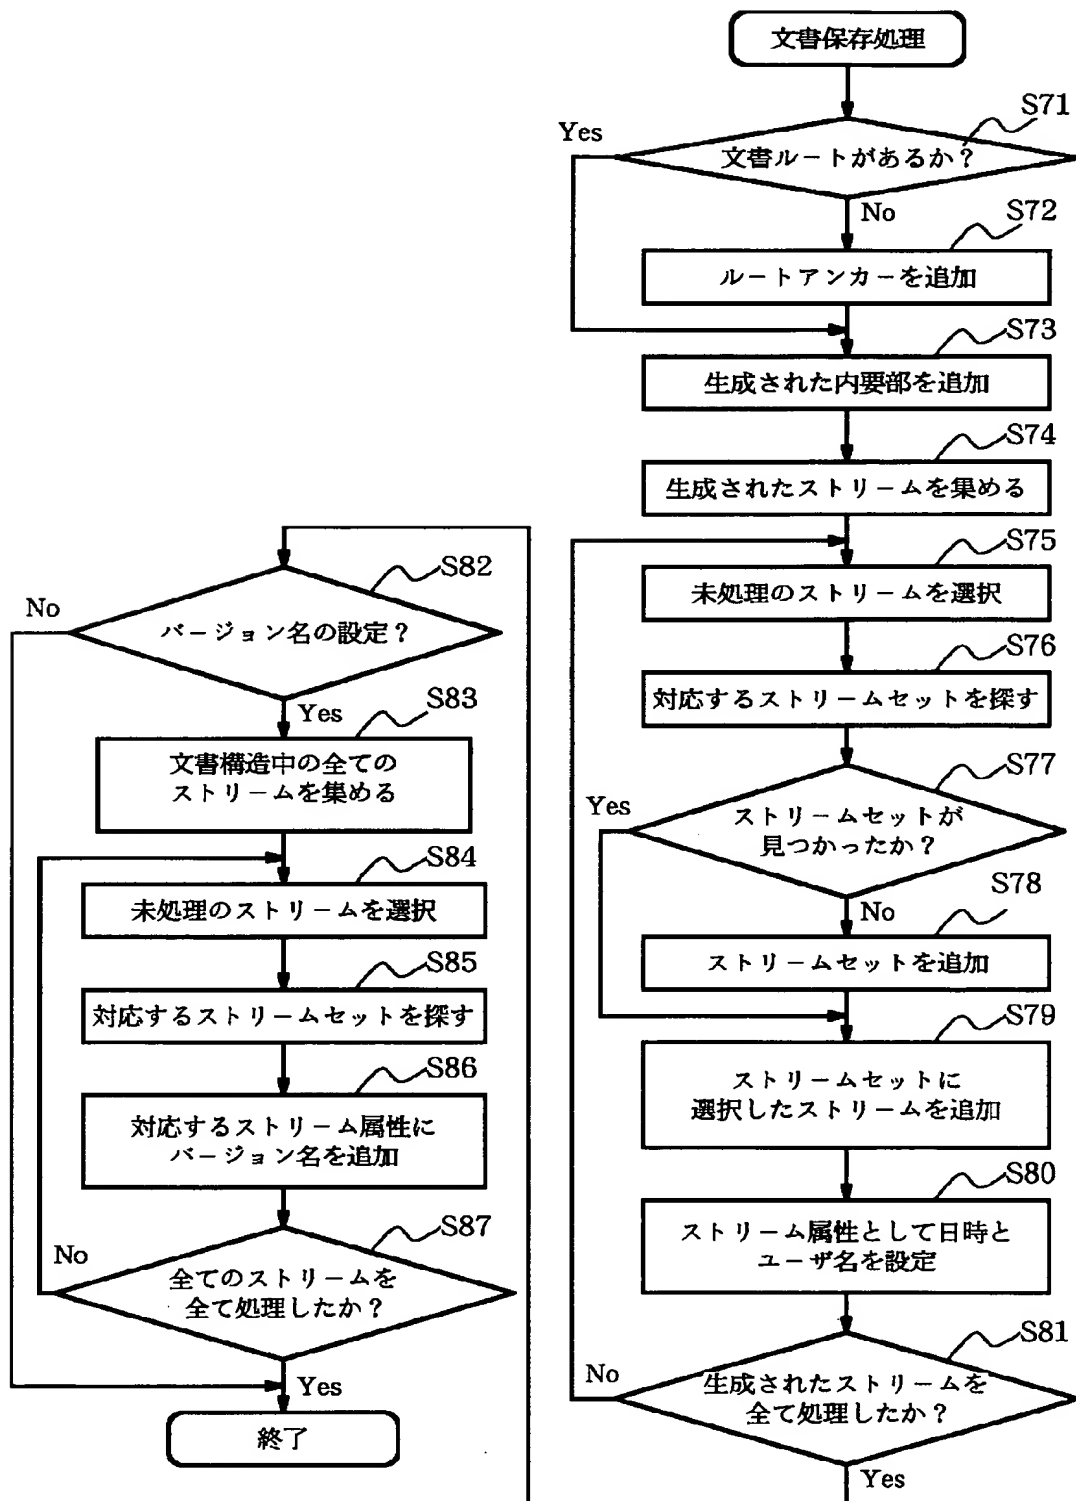 文書保存処理
S71
Yes
文書ルートがあるか？
No
S72
ルートアンカーを追加
S73
生成された内要部を追加
S74
生成されたストリームを集める
S75
未処理のストリームを選択
S76
対応するストリームセットを探す
S77
Yes
ストリームセットが
見つかったか？
S78
No
ストリームセットを追加
S79
ストリームセットに
選択したストリームを追加
S80
ストリーム属性として日時と
ユーザ名を設定
S81
No
生成されたストリームを
全て処理したか？
Yes
S82
No
バージョン名の設定？
Yes
S83
文書構造中の全ての
ストリームを集める
S84
未処理のストリームを選択
S85
対応するストリームセットを探す
S86
対応するストリーム属性に
バージョン名を追加
S87
No
全てのストリームを
全て処理したか？
Yes
終了